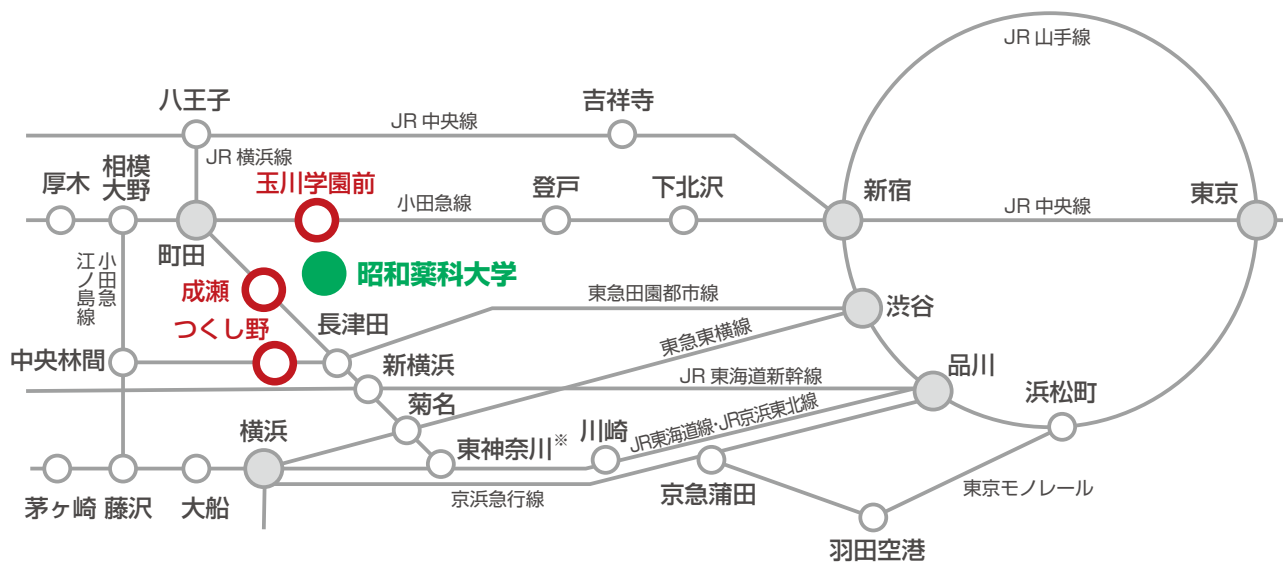 JR 山手線
八王子
吉祥寺
JR 中央線
JR 横浜線
厚木
相模
大野
玉川学園前
小田急線
登戸
下北沢
新宿
JR 中央線
東京
町田
昭和薬科大学
小田急
江ノ島線
成瀬
東急田園都市線
渋谷
つくし野
長津田
東急東横線
中央林間
新横浜
JR 東海道新幹線
品川
浜松町
菊名
横浜
東神奈川※
川崎
JR東海道線・JR京浜東北線
茅ヶ崎
藤沢
大船
京浜急行線
京急蒲田
東京モノレール
羽田空港